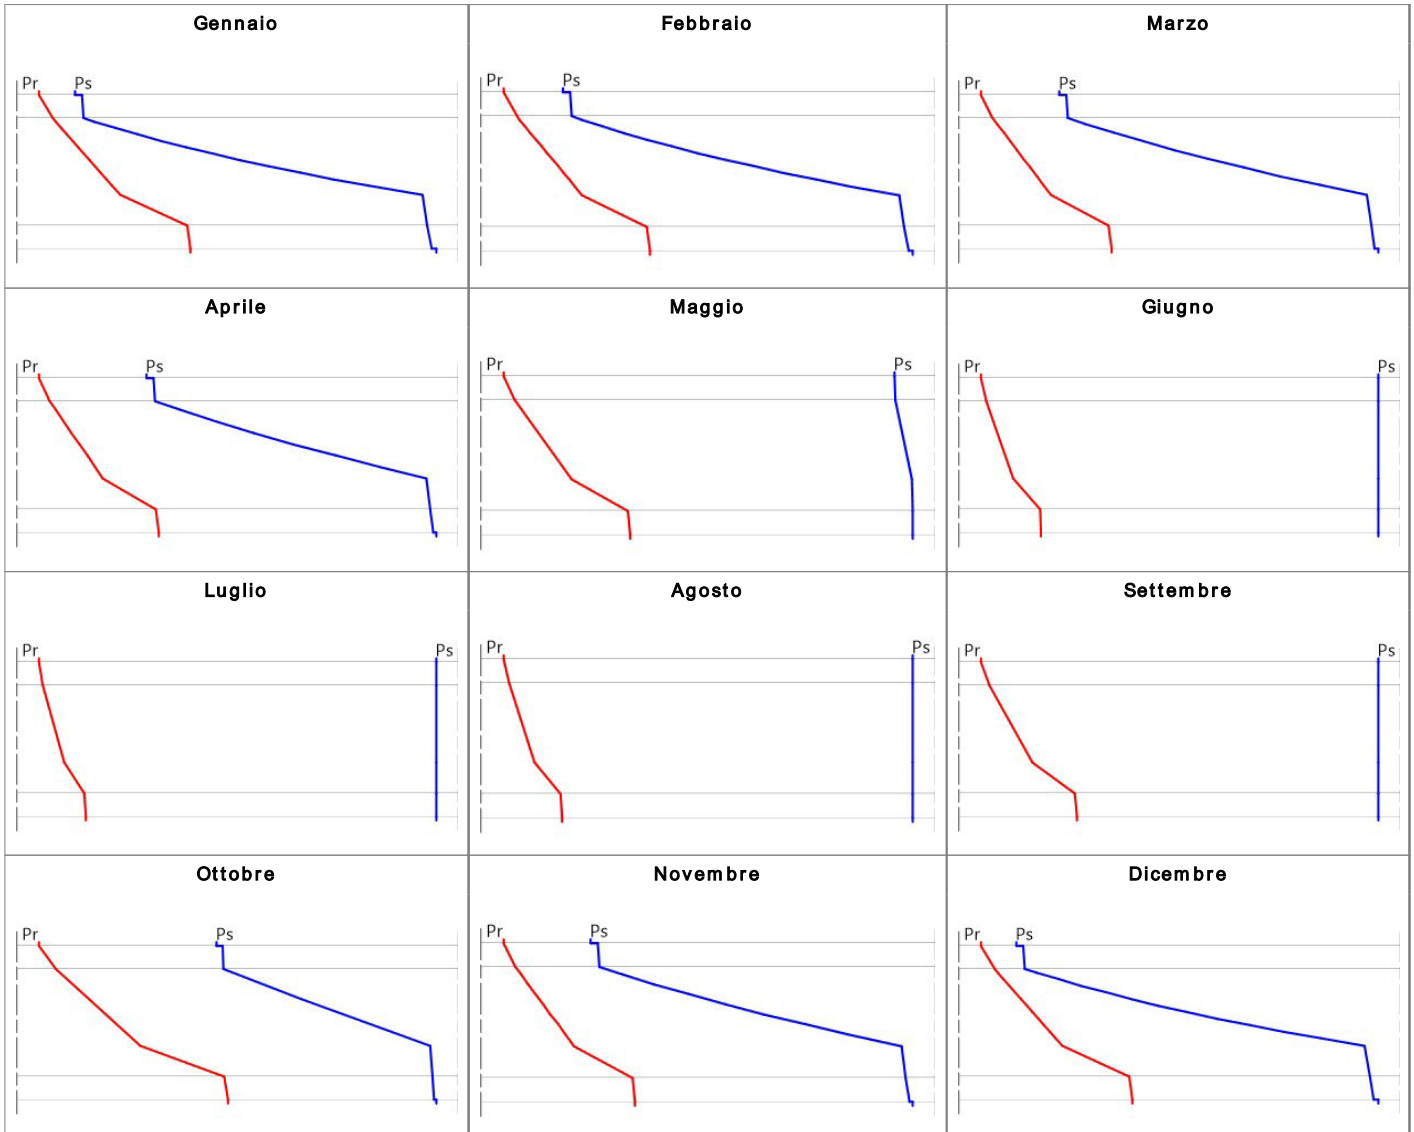 Gennaio Febbraio Marzo
Pr Ps Pr Ps Pr Ps
Aprile Maggio Giugno
Pr Ps Pr Ps Pr Ps
Luglio Agosto Settembre
Pr Ps Pr Ps Pr Ps
Ottobre Novembre Dicembre
Pr Ps Pr Ps Pr Ps